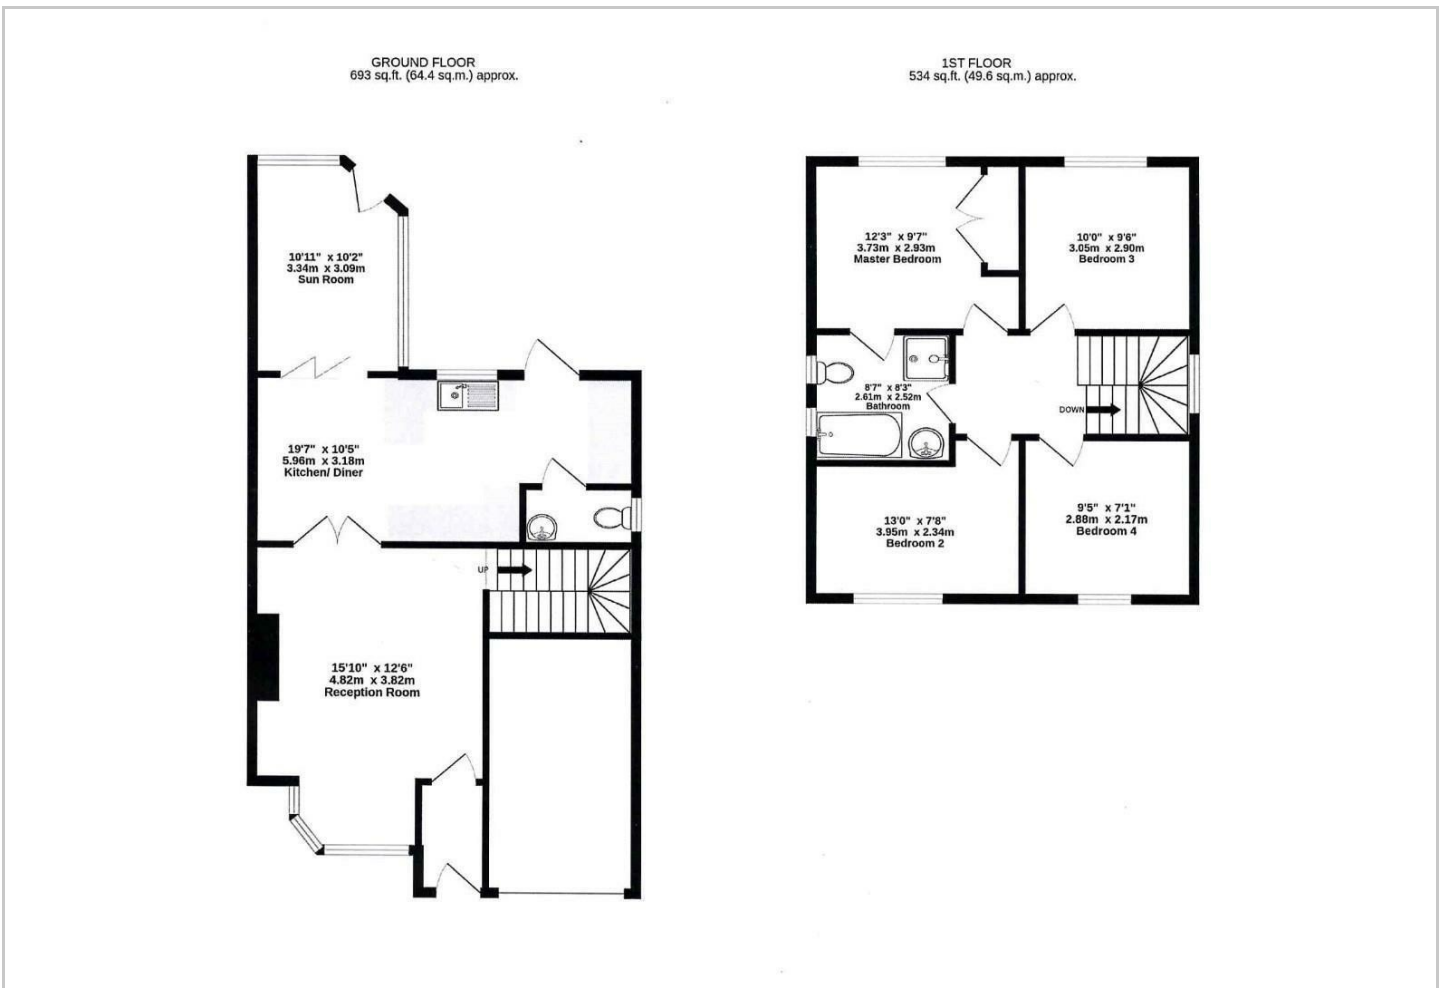 GROUND FLOOR
693 sq.ft. (64.4 sq.m.) approx.
1ST FLOOR
534 sq.ft. (49.6 sq.m.) approx.
10'11" x 10'2"
3.34m x 3.09m
Sun Room
19'7" x 10'5"
5.96m x 3.18m
Kitchen/ Diner
UP
15'10" x 12'6"
4.82m x 3.82m
Reception Room
12'3" x 9'7"
3.73m x 2.93m
Master Bedroom
10'0" x 9'6"
3.05m x 2.90m
Bedroom 3
8'7" x 8'3"
2.61m x 2.52m
Bathroom
DOWN
13'0" x 7'8"
3.95m x 2.34m
Bedroom 2
9'5" x 7'1"
2.88m x 2.17m
Bedroom 4